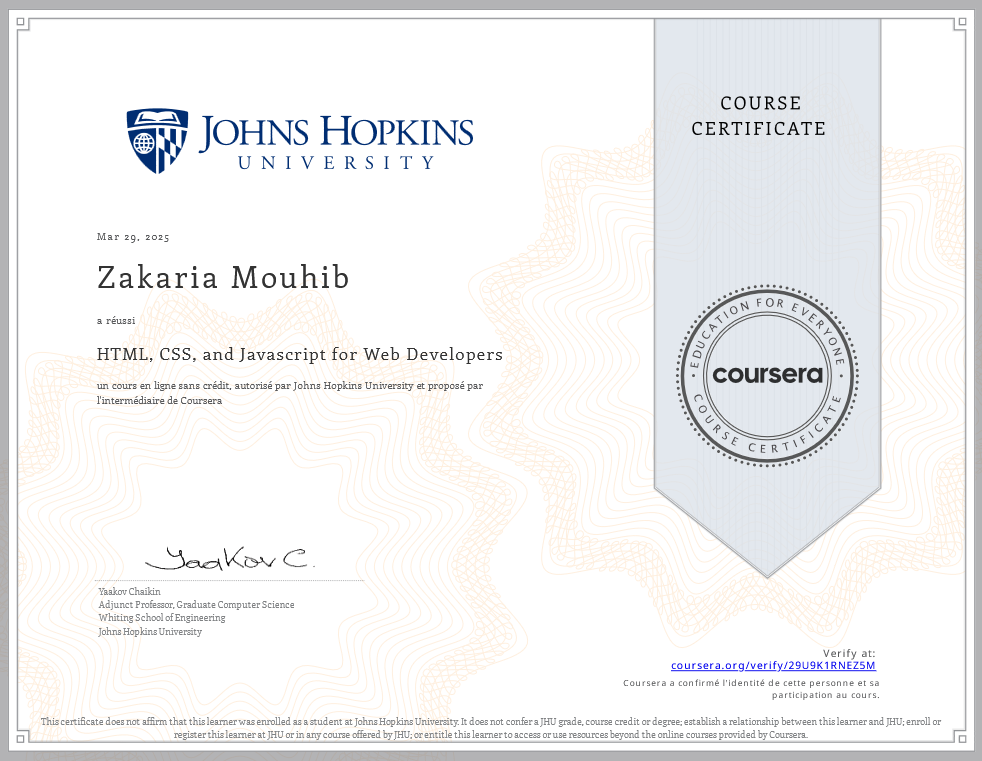 JOHNS HOPKINS
UNIVERSITY
COURSE
CERTIFICATE
Mar 29, 2025
Zakaria Mouhib
a réussi
HTML, CSS, and Javascript for Web Developers
un cours en ligne sans crédit, autorisé par Johns Hopkins University et proposé par
l'intermédiaire de Coursera
EDUCATION FOR EVERYONE
coursera
COURSE CERTIFICATE
Yaakov C.
Yaakov Chaikin
Adjunct Professor, Graduate Computer Science
Whiting School of Engineering
Johns Hopkins University
Verify at:
coursera.org/verify/29U9K1RNEZ5M
Coursera a confirmé l'identité de cette personne et sa
participation au cours.
This certificate does not affirm that this learner was enrolled as a student at Johns Hopkins University. It does not confer a JHU grade, course credit or degree; establish a relationship between this learner and JHU; enroll or
register this learner at JHU or in any course offered by JHU; or entitle this learner to access or use resources beyond the online courses provided by Coursera.